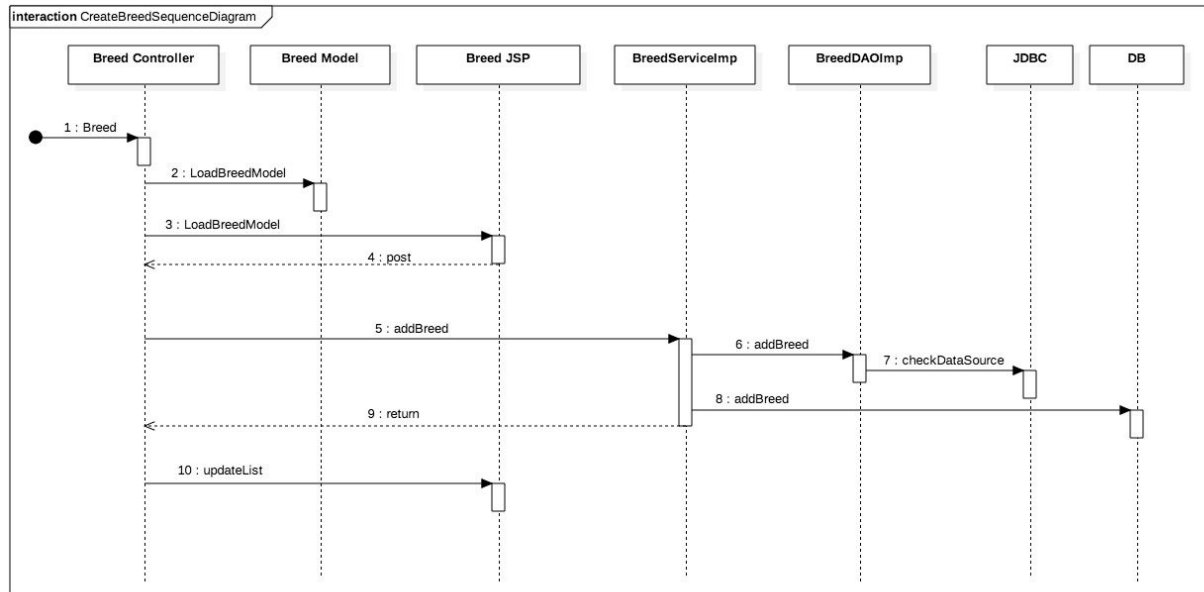 interaction CreateBreedSequenceDiagram
Breed Controller
Breed Model
Breed JSP
BreedServiceImp
BreedDAOImp
JDBC
DB
1 : Breed
2 : LoadBreedModel
3 : LoadBreedModel
4 : post
5 : addBreed
6 : addBreed
7 : checkDataSource
8 : addBreed
9 : return
10 : updateList